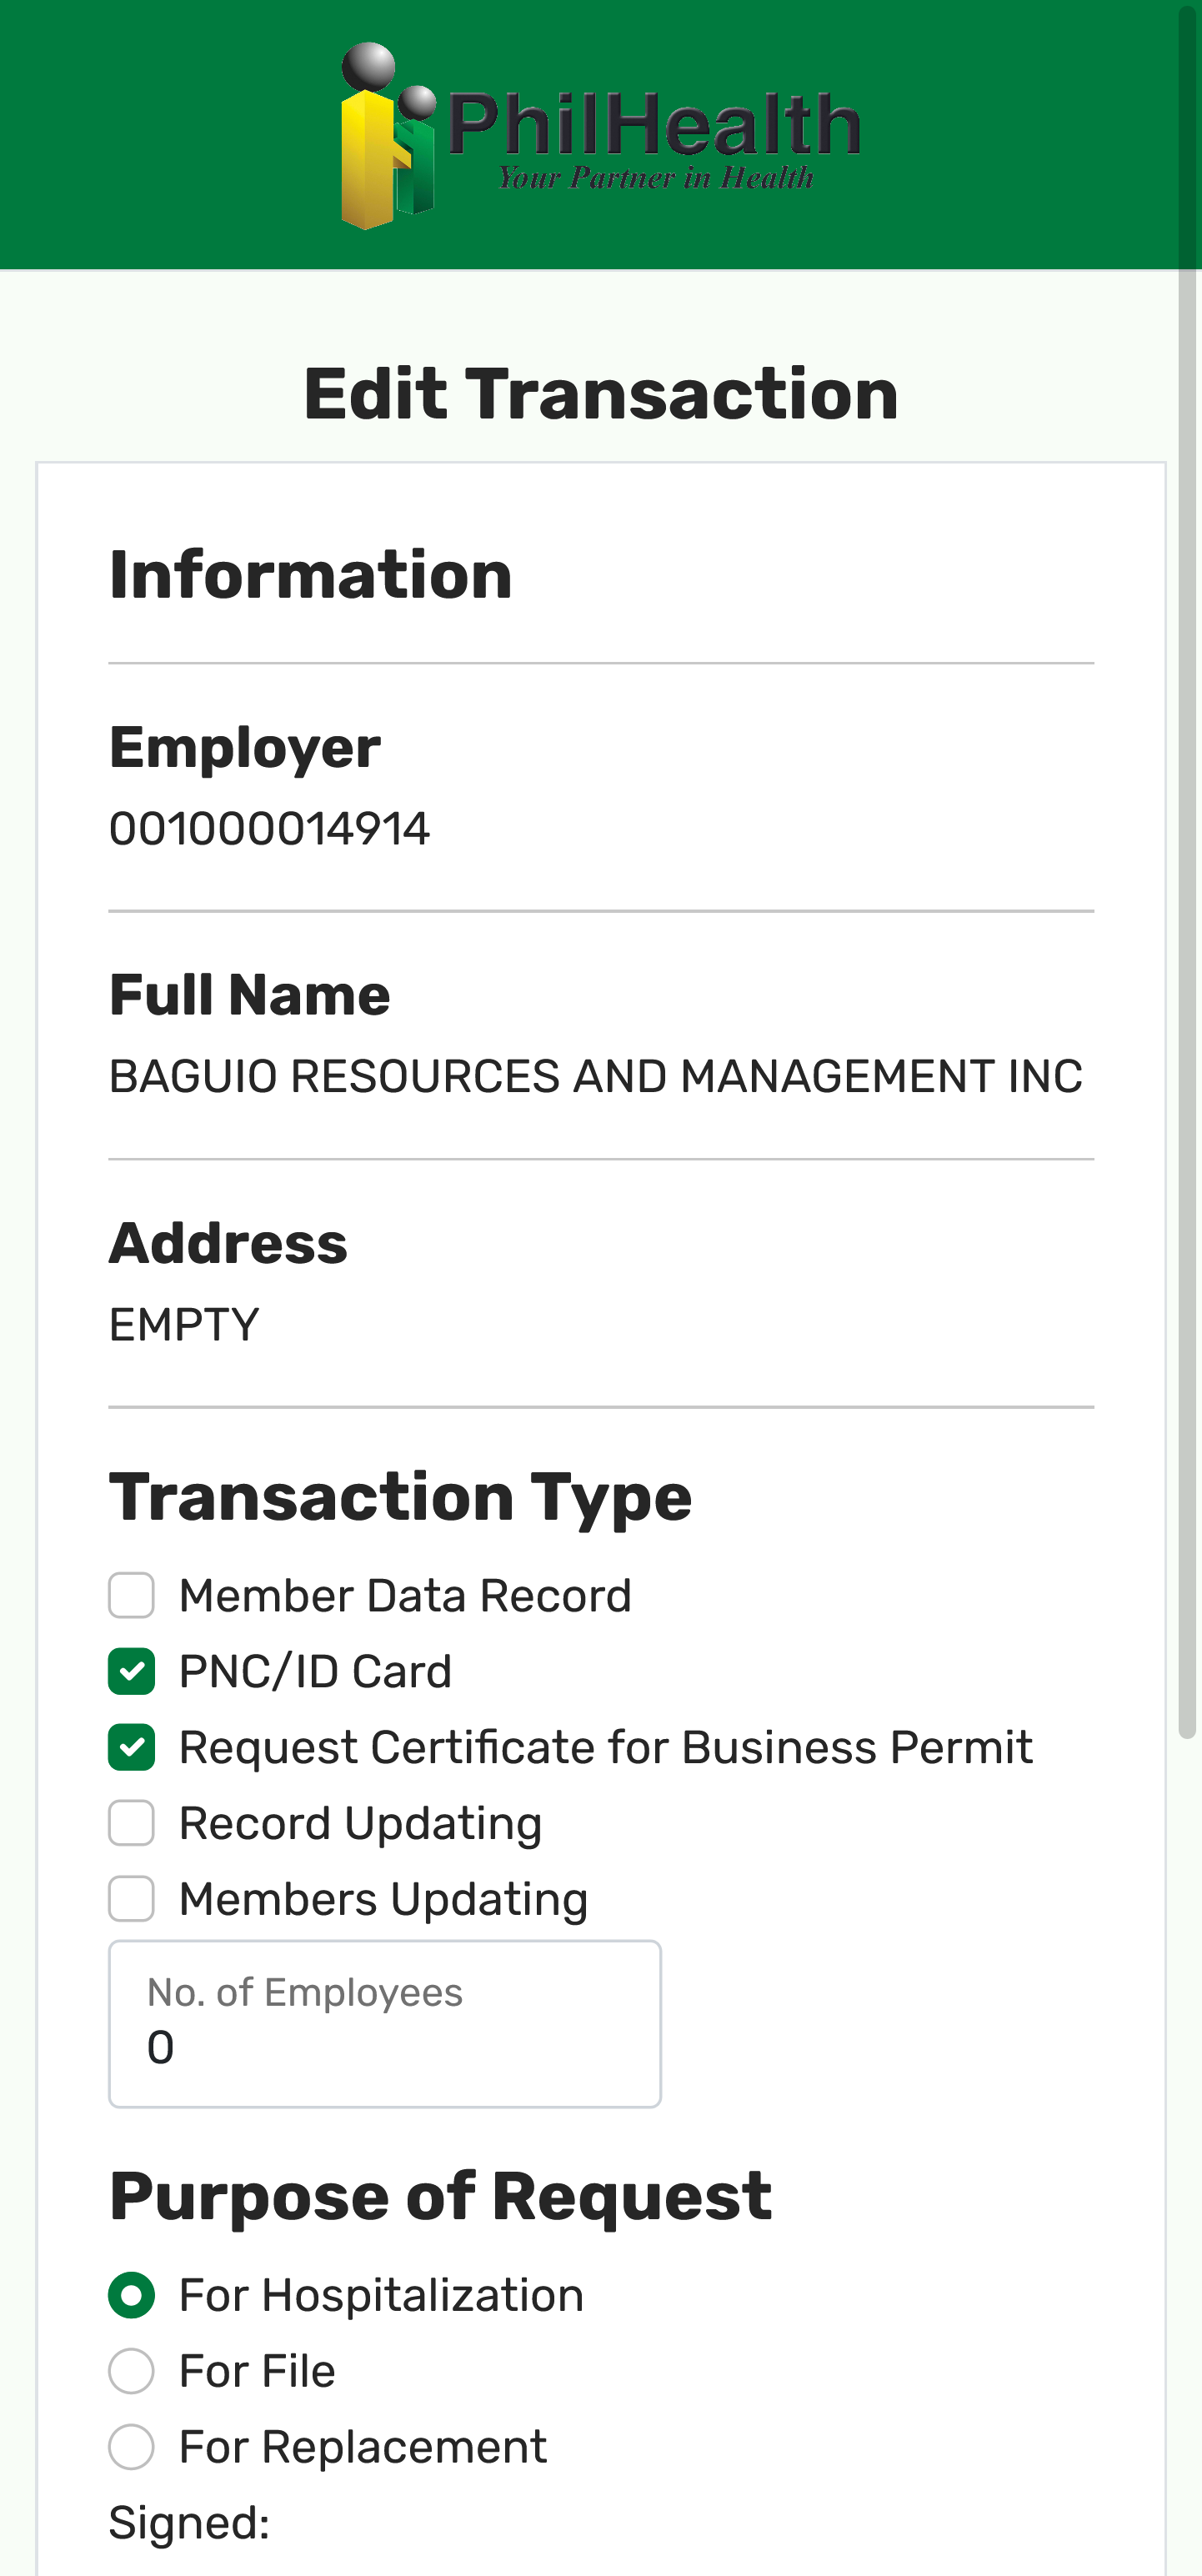 PhilHealth
Your Partner in Health
Edit Transaction
Information
Employer
001000014914
Full Name
BAGUIO RESOURCES AND MANAGEMENT INC
Address
EMPTY
Transaction Type
Member Data Record
PNC/ID Card
Request Certificate for Business Permit
Record Updating
Members Updating
No. of Employees
0
Purpose of Request
For Hospitalization
For File
For Replacement
Signed: